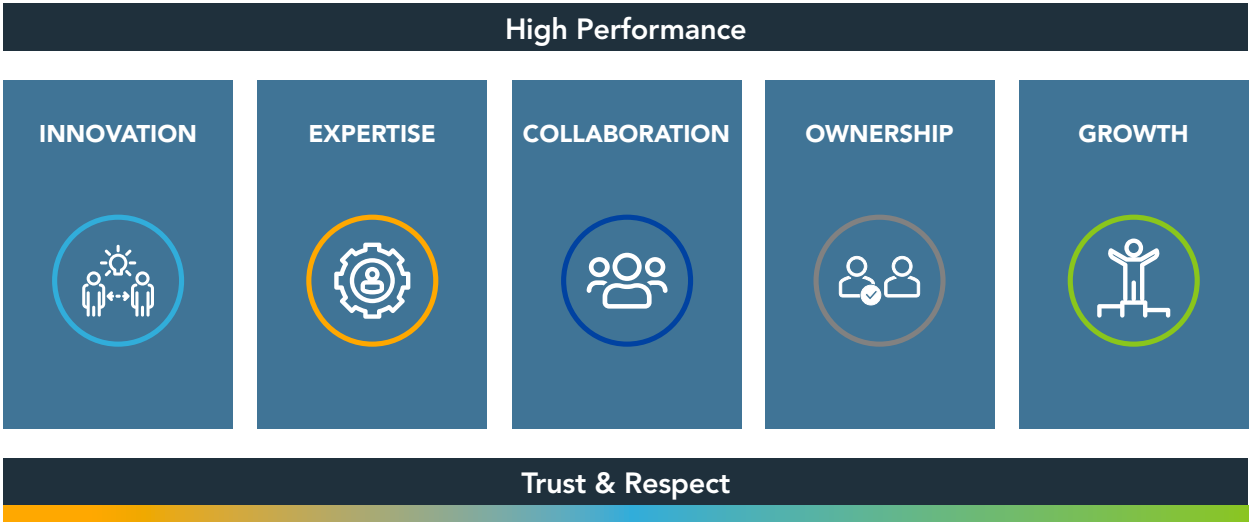 High Performance
INNOVATION
EXPERTISE
COLLABORATION
OWNERSHIP
GROWTH
Trust & Respect